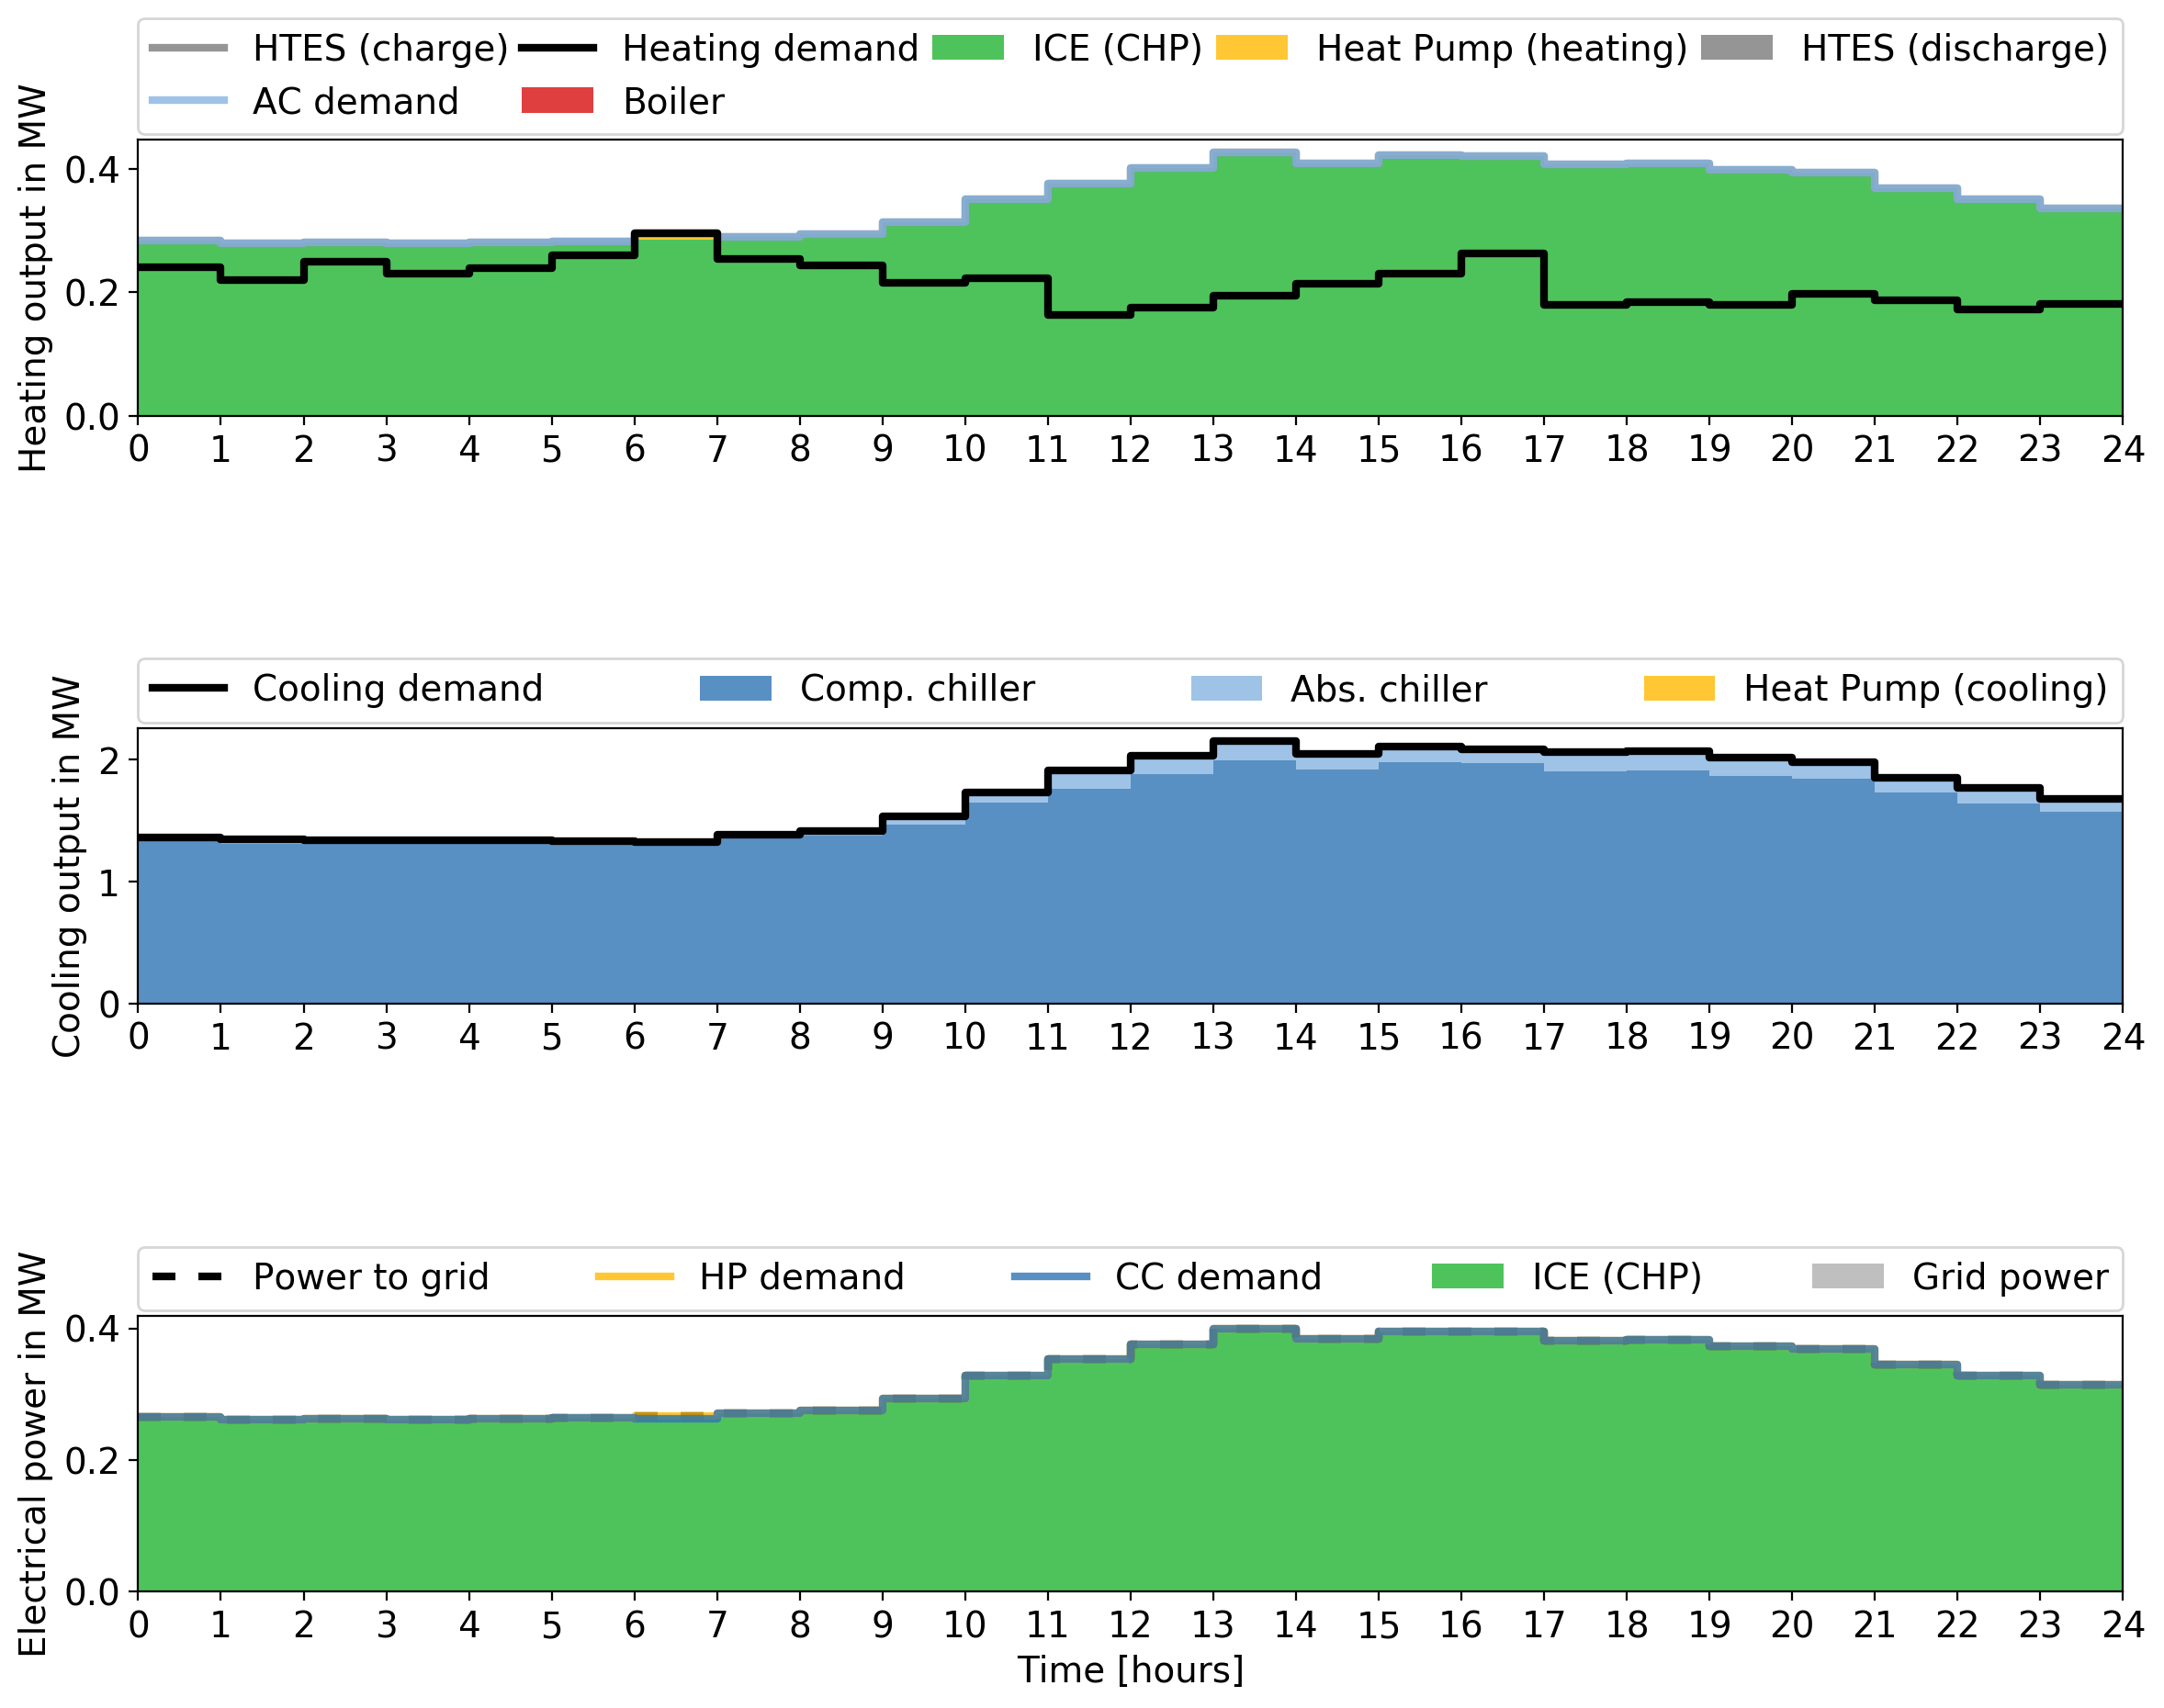 HTES (charge) Heating demand ICE (CHP) Heat Pump (heating) HTES (discharge)
AC demand Boiler
Heating output in MW
0.4
0.2
0.0
0 1 2 3 4 5 6 7 8 9 10 11 12 13 14 15 16 17 18 19 20 21 22 23 24
Cooling demand Comp. chiller Abs. chiller Heat Pump (cooling)
Cooling output in MW
2
1
0
0 1 2 3 4 5 6 7 8 9 10 11 12 13 14 15 16 17 18 19 20 21 22 23 24
Power to grid HP demand CC demand ICE (CHP) Grid power
Electrical power in MW
0.4
0.2
0.0
0 1 2 3 4 5 6 7 8 9 10 11 12 13 14 15 16 17 18 19 20 21 22 23 24
Time [hours]